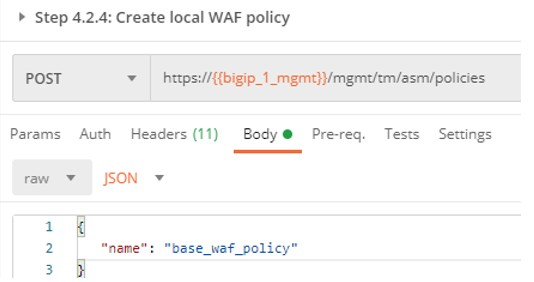 Step 4.2.4: Create local WAF policy
POST https://{{bigip_1_mgmt}}/mgmt/tm/asm/policies
Params Auth Headers (11) Body Pre-req. Tests Settings
raw JSON
1 {
2 "name": "base_waf_policy"
3 }